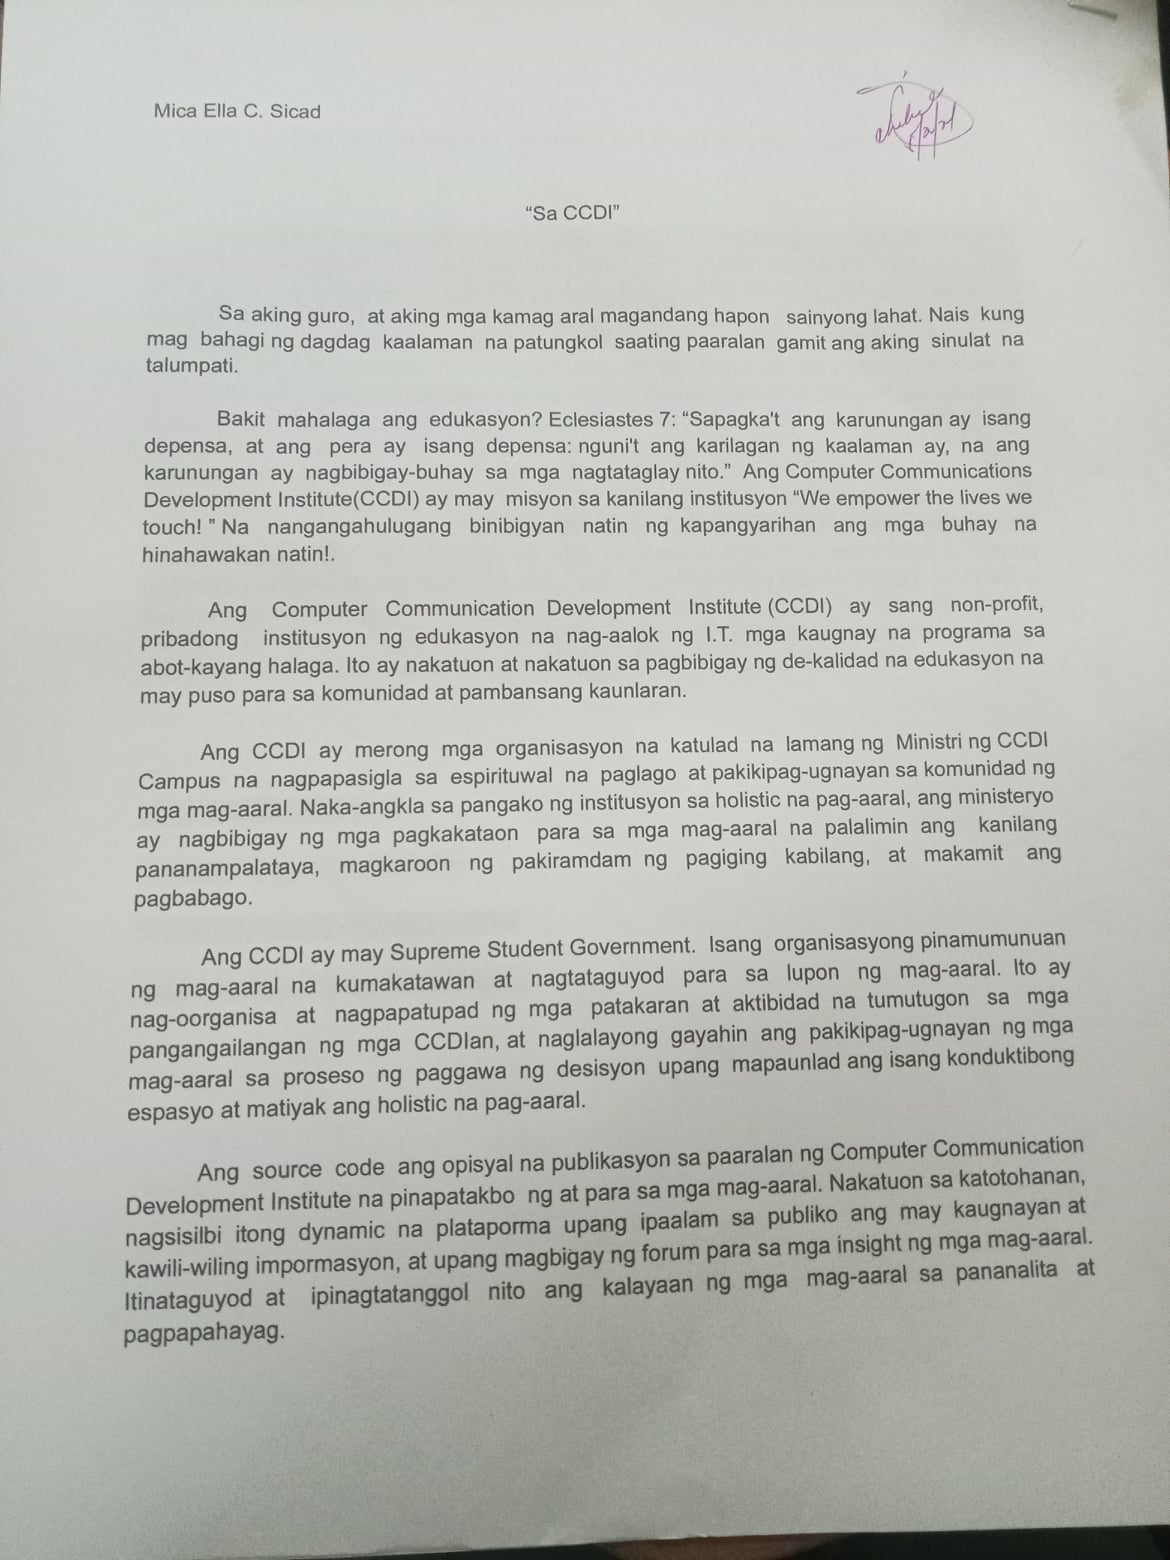 Mica Ella C. Sicad
“Sa CCDI”
Sa aking guro, at aking mga kamag aral magandang hapon sainyong lahat. Nais kung
mag bahagi ng dagdag kaalaman na patungkol saating paaralan gamit ang aking sinulat na
talumpati.
Bakit mahalaga ang edukasyon? Eclesiastes 7: “Sapagka't ang karunungan ay isang
depensa, at ang pera ay isang depensa: nguni't ang karilagan ng kaalaman ay, na ang
karunungan ay nagbibigay-buhay sa mga nagtataglay nito.” Ang Computer Communications
Development Institute(CCDI) ay may misyon sa kanilang institusyon “We empower the lives we
touch! ” Na nangangahulugang binibigyan natin ng kapangyarihan ang mga buhay na
hinahawakan natin!.
Ang Computer Communication Development Institute (CCDI) ay sang non-profit,
pribadong institusyon ng edukasyon na nag-aalok ng I.T. mga kaugnay na programa sa
abot-kayang halaga. Ito ay nakatuon at nakatuon sa pagbibigay ng de-kalidad na edukasyon na
may puso para sa komunidad at pambansang kaunlaran.
Ang CCDI ay merong mga organisasyon na katulad na lamang ng Ministri ng CCDI
Campus na nagpapasigla sa espirituwal na paglago at pakikipag-ugnayan sa komunidad ng
mga mag-aaral. Naka-angkla sa pangako ng institusyon sa holistic na pag-aaral, ang ministeryo
ay nagbibigay ng mga pagkakataon para sa mga mag-aaral na palalimin ang kanilang
pananampalataya, magkaroon ng pakiramdam ng pagiging kabilang, at makamit ang
pagbabago.
Ang CCDI ay may Supreme Student Government. Isang organisasyong pinamumunuan
ng mag-aaral na kumakatawan at nagtataguyod para sa lupon ng mag-aaral. Ito ay
nag-oorganisa at nagpapatupad ng mga patakaran at aktibidad na tumutugon sa mga
pangangailangan ng mga CCDIan, at naglalayong gayahin ang pakikipag-ugnayan ng mga
mag-aaral sa proseso ng paggawa ng desisyon upang mapaunlad ang isang konduktibong
espasyo at matiyak ang holistic na pag-aaral.
Ang source code ang opisyal na publikasyon sa paaralan ng Computer Communication
Development Institute na pinapatakbo ng at para sa mga mag-aaral. Nakatuon sa katotohanan,
nagsisilbi itong dynamic na plataporma upang ipaalam sa publiko ang may kaugnayan at
kawili-wiling impormasyon, at upang magbigay ng forum para sa mga insight ng mga mag-aaral.
Itinataguyod at ipinagtatanggol nito ang kalayaan ng mga mag-aaral sa pananalita at
pagpapahayag.